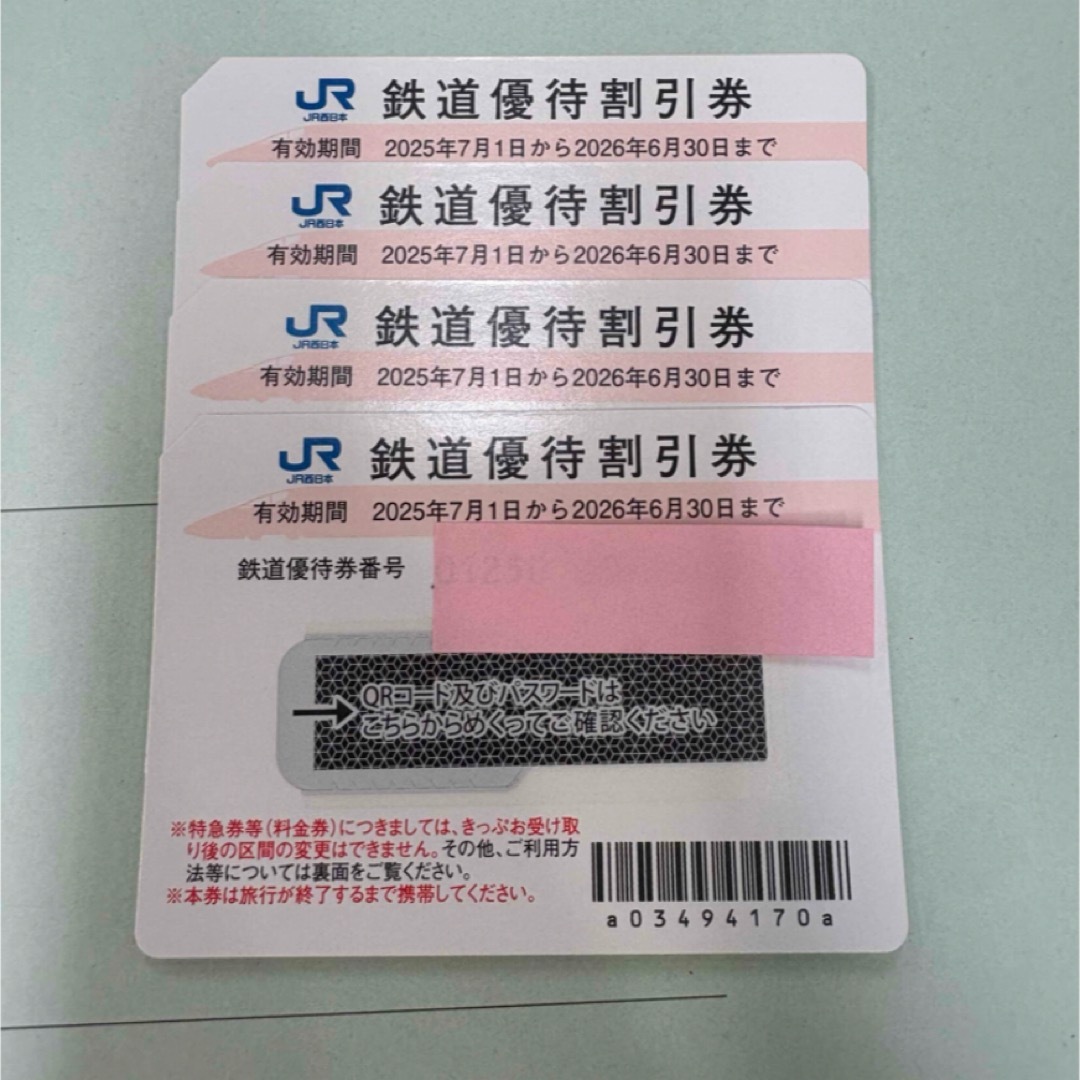 JR 鉄道優待割引券
JR西日本
有効期間 2025年7月1日から2026年6月30日まで
JR 鉄道優待割引券
JR西日本
有効期間 2025年7月1日から2026年6月30日まで
JR 鉄道優待割引券
JR西日本
有効期間 2025年7月1日から2026年6月30日まで
JR 鉄道優待割引券
JR西日本
有効期間 2025年7月1日から2026年6月30日まで
鉄道優待券番号
QRコード及びパスワードは
こちらからめくってご確認ください
※特急券等(料金券)につきましては、きっぷお受け取
り後の区間の変更はできません。その他、ご利用方
法等については裏面をご覧ください。
※本券は旅行が終了するまで携帯してください。
a03494170a